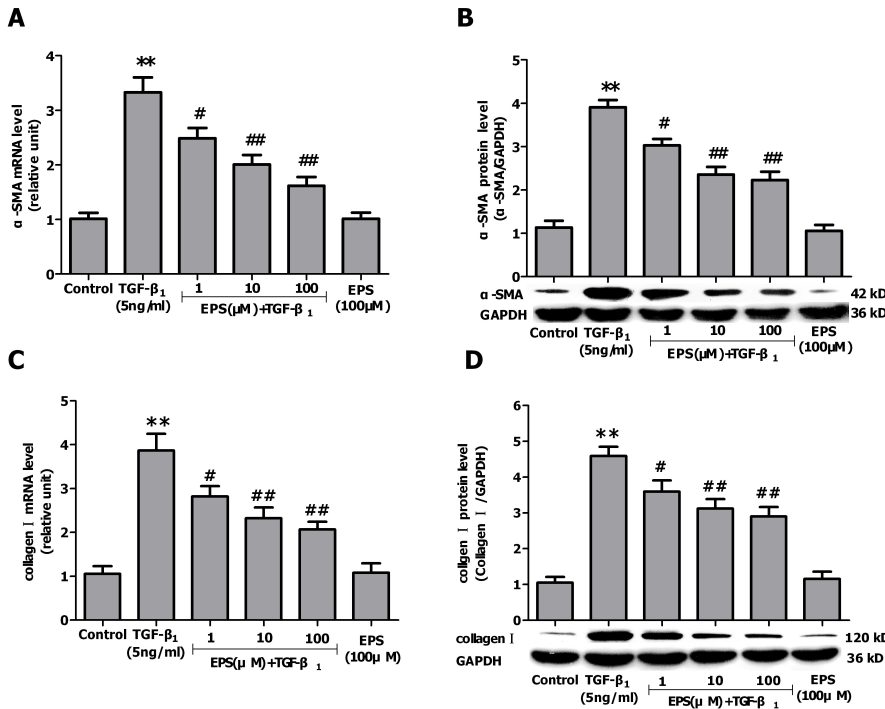 A
α-SMA mRNA level
(relative unit)
4
3
2
1
0
**
#
##
##
Control TGF-β1 1 10 100 EPS
(5ng/ml) EPS(μM)+TGF-β 1 (100μM)
B
α-SMA protein level
(α-SMA/GAPDH)
5
4
3
2
1
0
**
#
##
##
α-SMA 42 kD
GAPDH 36 kD
Control TGF-β1 1 10 100 EPS
(5ng/ml) EPS(μM)+TGF-β 1 (100μM)
C
collagen Ⅰ mRNA level
(relative unit)
5
4
3
2
1
0
**
#
##
##
Control TGF-β1 1 10 100 EPS
(5ng/ml) EPS(μ M)+TGF-β 1 (100μ M)
D
collgen Ⅰ protein level
(Collagen Ⅰ/GAPDH)
6
5
4
3
2
1
0
**
#
##
##
collagen Ⅰ 120 kD
GAPDH 36 kD
Control TGF-β1 1 10 100 EPS
(5ng/ml) EPS(μ M)+TGF-β 1 (100μ M)